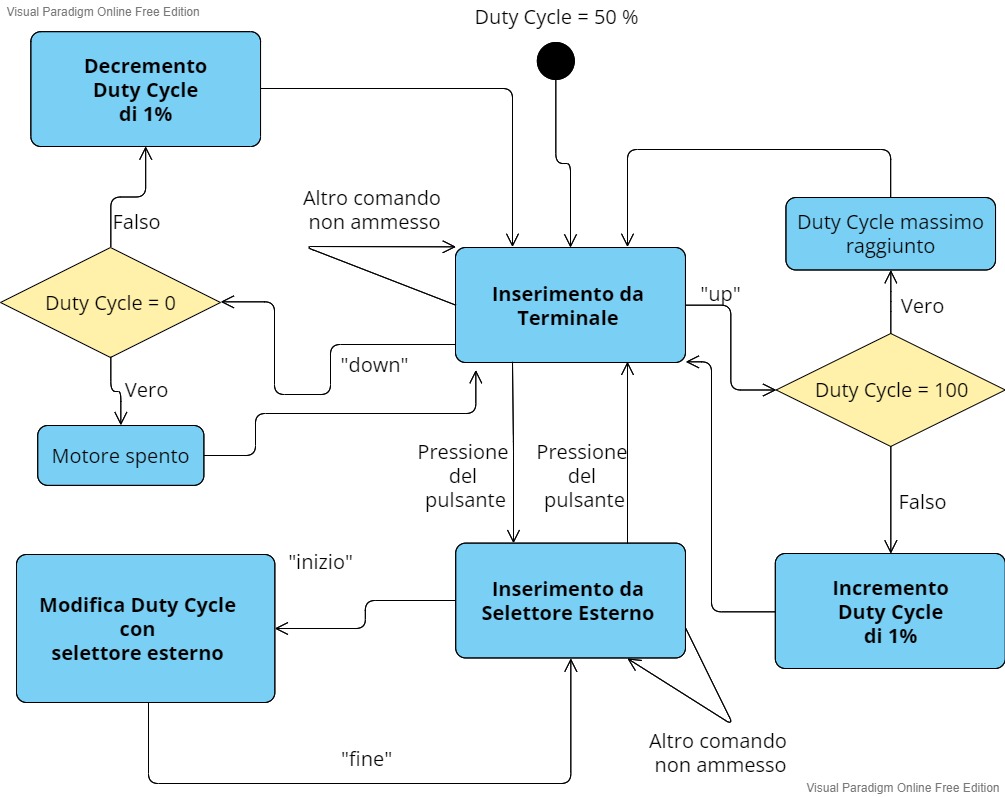 Visual Paradigm Online Free Edition
Duty Cycle = 50 %
Decremento
Duty Cycle
di 1%
Altro comando
non ammesso
Falso
Duty Cycle massimo
raggiunto
Inserimento da
Terminale
"up"
Vero
Duty Cycle = 0
"down"
Vero
Duty Cycle = 100
Motore spento
Pressione
del
pulsante
Pressione
del
pulsante
Falso
"inizio"
Modifica Duty Cycle
con
selettore esterno
Inserimento da
Selettore Esterno
Incremento
Duty Cycle
di 1%
"fine"
Altro comando
non ammesso
Visual Paradigm Online Free Edition